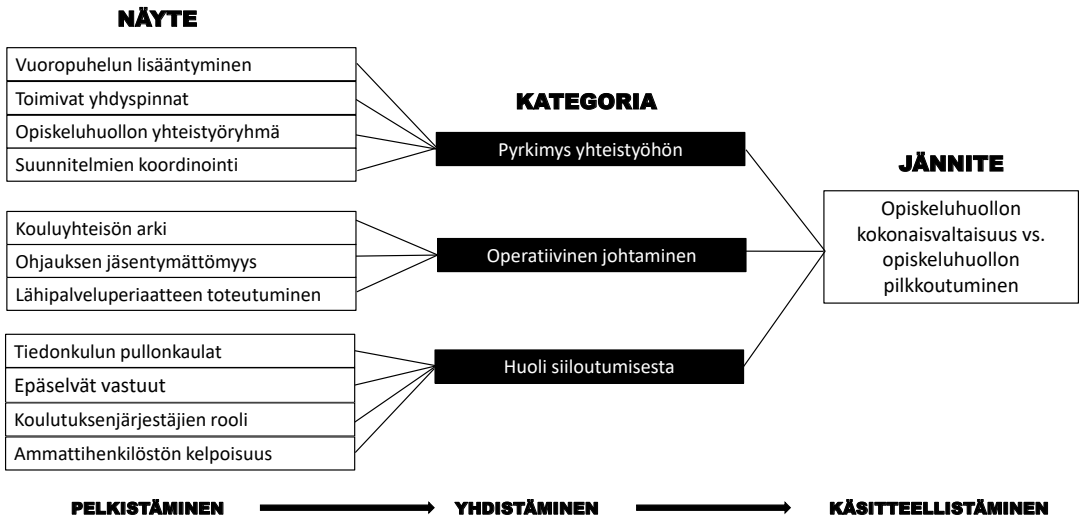 NÄYTE
Vuoropuhelun lisääntyminen
Toimivat yhdyspinnat
Opiskeluhuollon yhteistyöryhmä
Suunnitelmien koordinointi
Kouluyhteisön arki
Ohjauksen jäsentymättömyys
Lähipalveluperiaatteen toteutuminen
Tiedonkulun pullonkaulat
Epäselvät vastuut
Koulutuksenjärjestäjien rooli
Ammattihenkilöstön kelpoisuus
KATEGORIA
Pyrkimys yhteistyöhön
Operatiivinen johtaminen
Huoli siiloutumisesta
JÄNNITE
Opiskeluhuollon
kokonaisvaltaisuus vs.
opiskeluhuollon
pilkkoutuminen
PELKISTÄMINEN
YHDISTÄMINEN
KÄSITTEELLISTÄMINEN